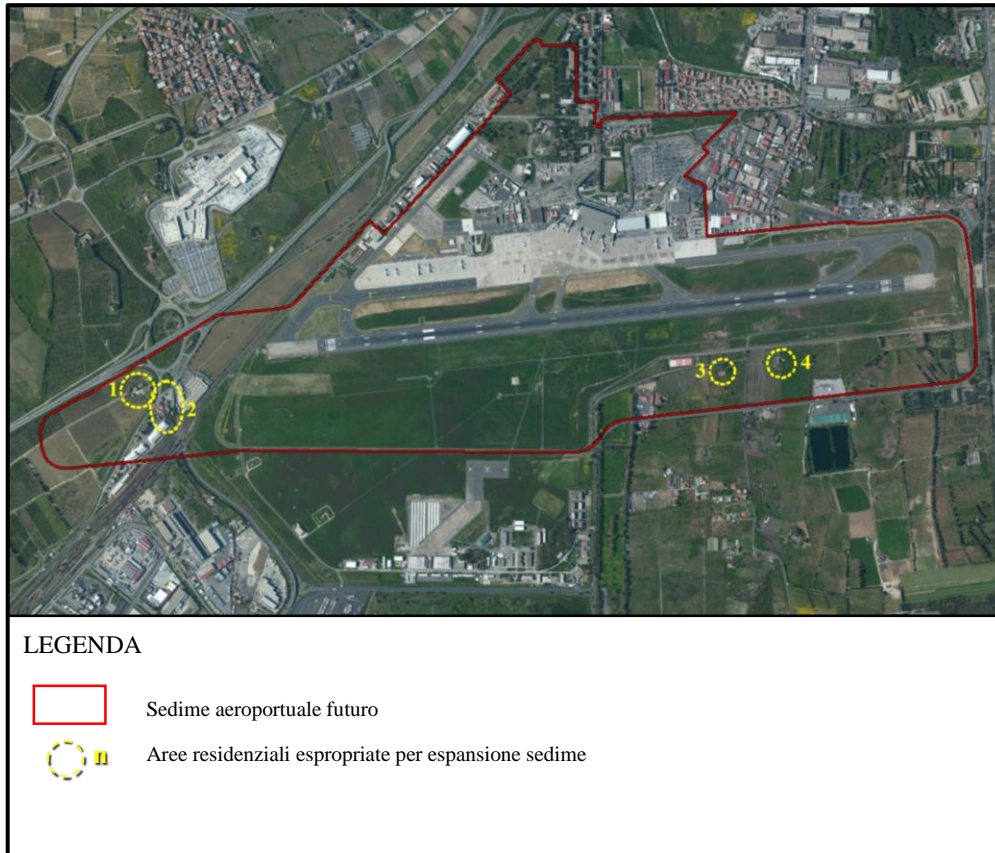 1
2
3
4
LEGENDA
Sedime aeroportuale futuro
n
Aree residenziali espropriate per espansione sedime